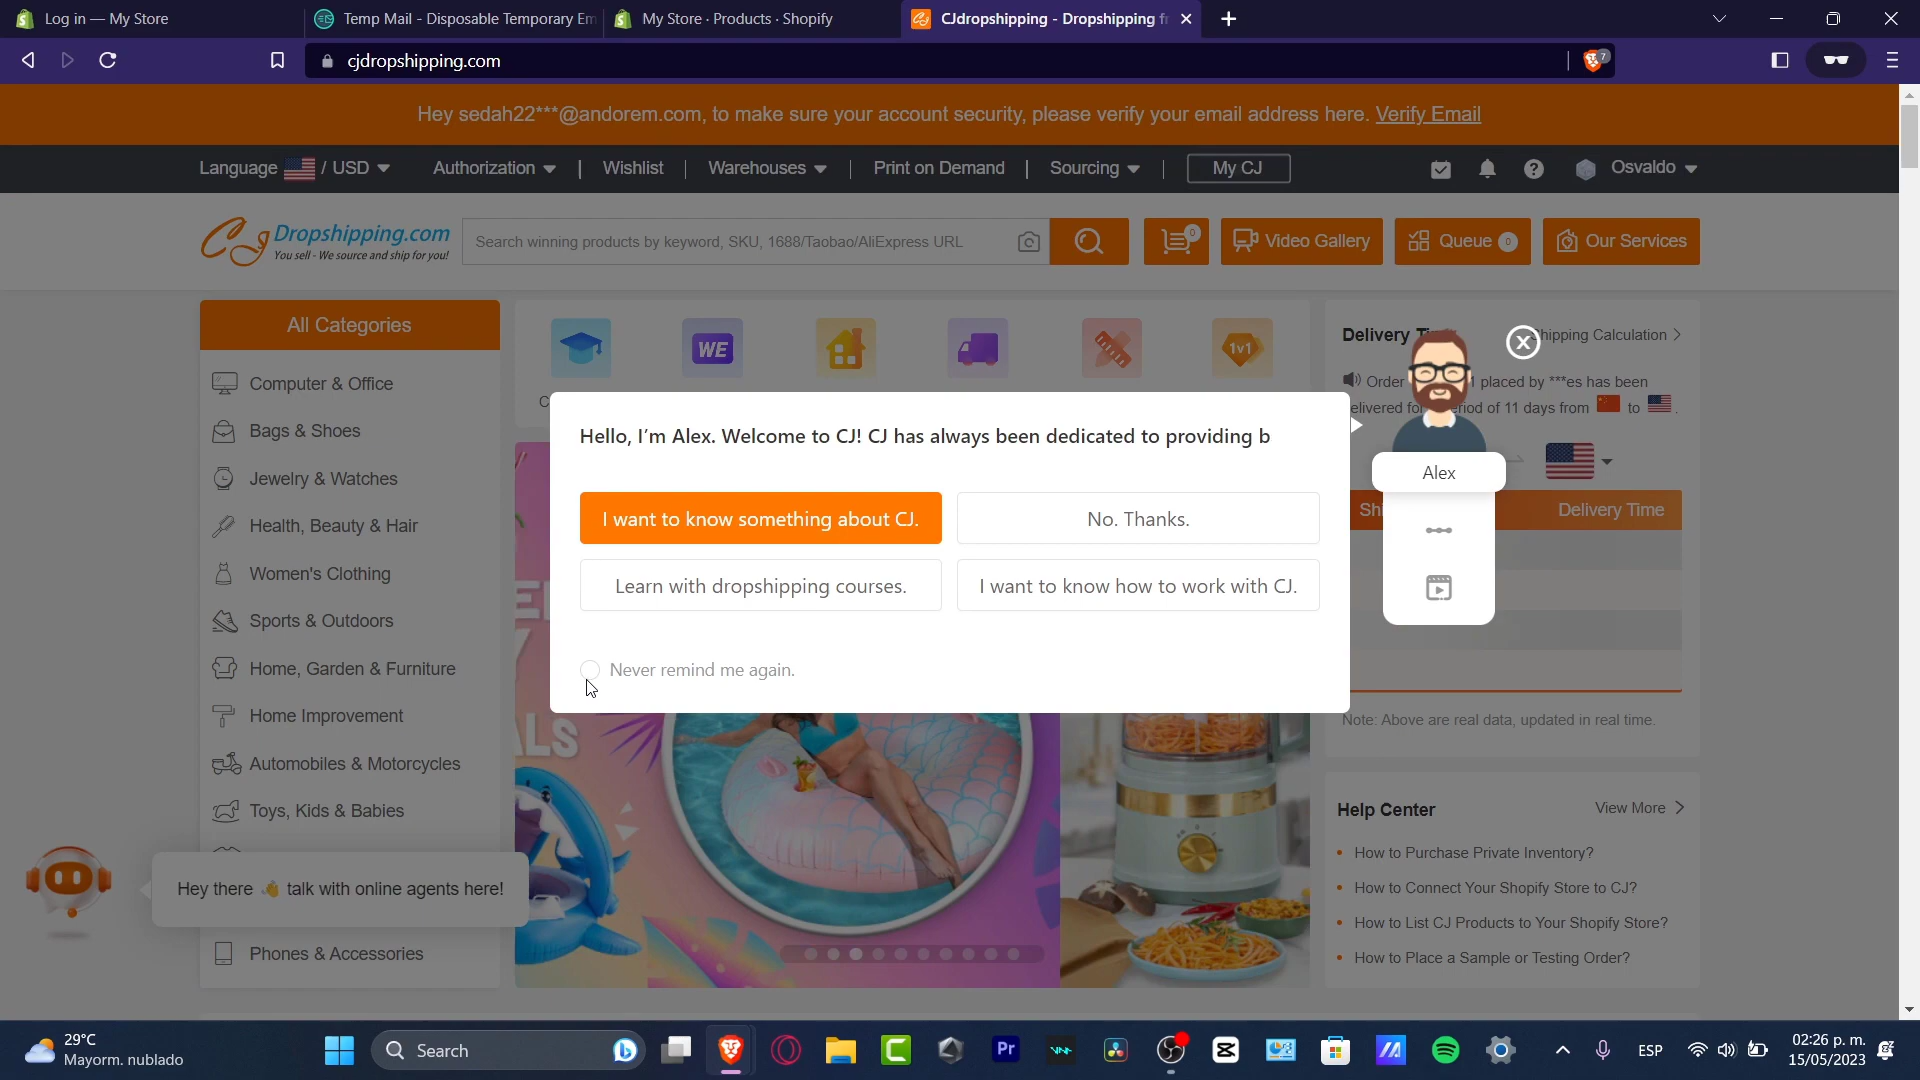 Log in — My Store
Temp Mail - Disposable Temporary Em
My Store · Products · Shopify
CJdropshipping - Dropshipping fr
cjdropshipping.com
7
Hey sedah22***@andorem.com, to make sure your account security, please verify your email address here. Verify Email
Language / USD
Authorization
Wishlist
Warehouses
Print on Demand
Sourcing
My CJ
Osvaldo
Dropshipping.com
You sell - We source and ship for you!
Search winning products by keyword, SKU, 1688/Taobao/AliExpress URL
0
Video Gallery
Queue 0
Our Services
All Categories
Computer & Office
Bags & Shoes
Jewelry & Watches
Health, Beauty & Hair
Women's Clothing
Sports & Outdoors
Home, Garden & Furniture
Home Improvement
Automobiles & Motorcycles
Toys, Kids & Babies
Phones & Accessories
WE
1v1
Hello, I'm Alex. Welcome to CJ! CJ has always been dedicated to providing b
I want to know something about CJ.
No. Thanks.
Learn with dropshipping courses.
I want to know how to work with CJ.
Never remind me again.
Delivery
Shipping Calculation
Order
1 placed by ***es has been
of 11 days from
to
Alex
Delivery Time
Note: Above are real data, updated in real time.
Help Center
View More
How to Purchase Private Inventory?
How to Connect Your Shopify Store to CJ?
How to List CJ Products to Your Shopify Store?
How to Place a Sample or Testing Order?
Hey there 👋 talk with online agents here!
ALS
29°C
Mayorm. nublado
Search
Pr
ESP
02:26 p. m.
15/05/2023